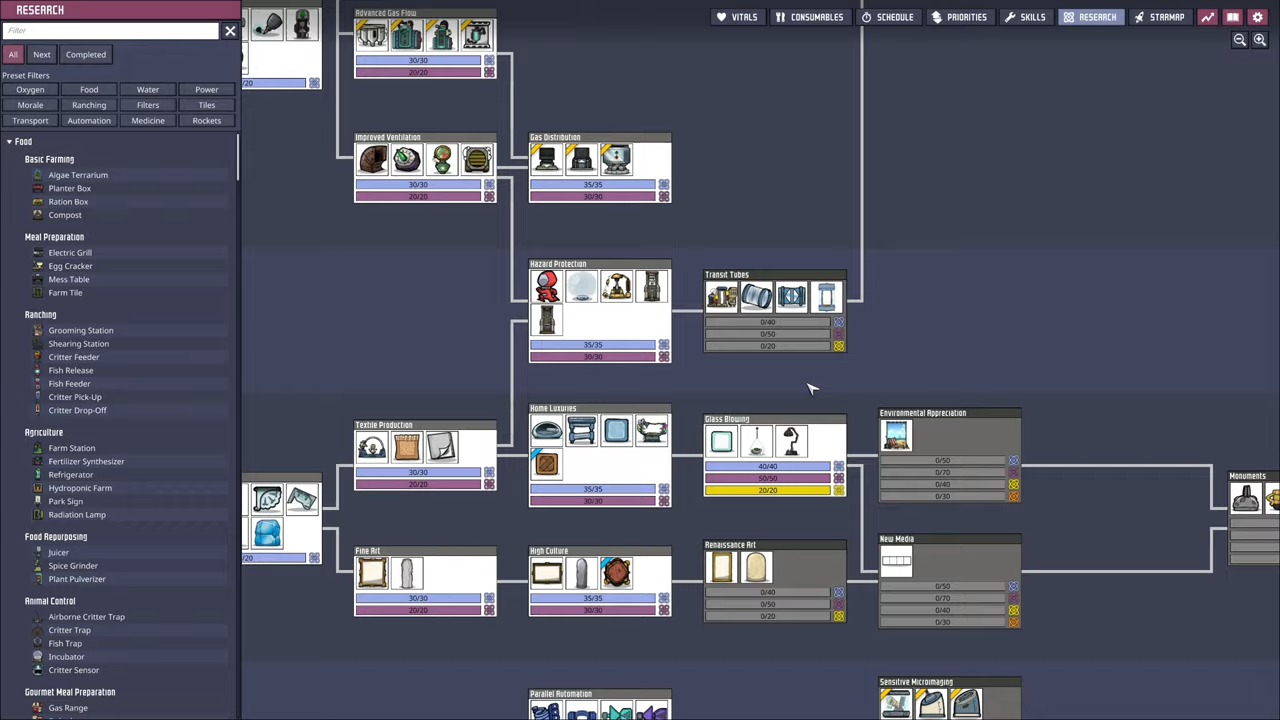 RESEARCH
VITALS
CONSUMABLES
SCHEDULE
PRIORITIES
SKILLS
RESEARCH
STARMAP
Filter
All
Next
Completed
Preset Filters
Oxygen
Food
Water
Power
Morale
Ranching
Filters
Tiles
Transport
Automation
Medicine
Rockets
Food
Basic Farming
Algae Terrarium
Planter Box
Ration Box
Compost
Meal Preparation
Electric Grill
Egg Cracker
Mess Table
Farm Tile
Ranching
Grooming Station
Shearing Station
Critter Feeder
Fish Release
Fish Feeder
Critter Pick-Up
Critter Drop-Off
Agriculture
Farm Station
Fertilizer Synthesizer
Refrigerator
Hydroponic Farm
Park Sign
Radiation Lamp
Food Repurposing
Juicer
Spice Grinder
Plant Pulverizer
Animal Control
Airborne Critter Trap
Critter Trap
Fish Trap
Incubator
Critter Sensor
Gourmet Meal Preparation
Gas Range
/20
/20
Advanced Gas Flow
30/30
20/20
Improved Ventilation
30/30
20/20
Gas Distribution
35/35
30/30
Hazard Protection
35/35
30/30
Transit Tubes
0/40
0/50
0/20
Textile Production
30/30
20/20
Home Luxuries
35/35
30/30
Glass Blowing
40/40
50/50
20/20
Environmental Appreciation
0/50
0/70
0/40
0/30
Monuments
Fine Art
30/30
20/20
High Culture
35/35
30/30
Renaissance Art
0/40
0/50
0/20
New Media
0/50
0/70
0/40
0/30
Parallel Automation
Sensitive Microimaging